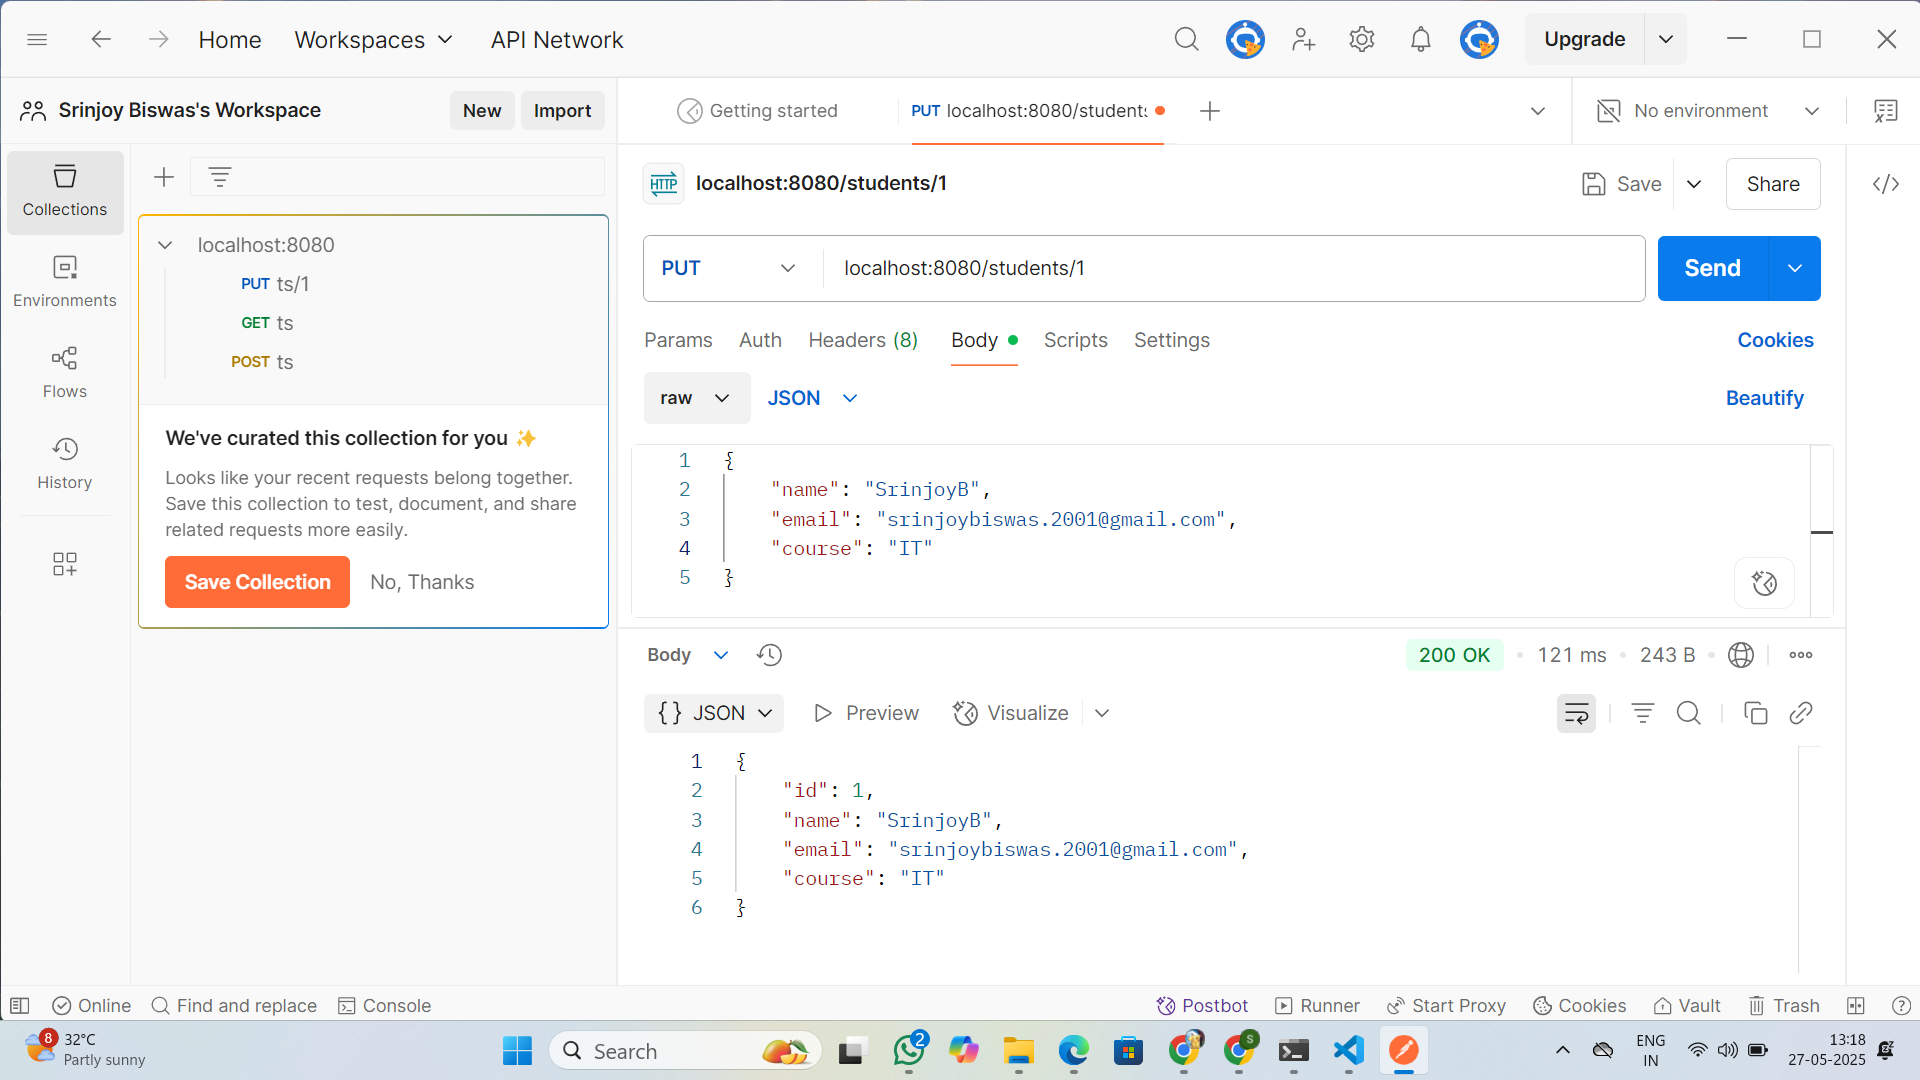 Home Workspaces API Network Upgrade
Srinjoy Biswas's Workspace New Import
Getting started PUT localhost:8080/students No environment
Collections
Environments
Flows
History
localhost:8080
PUT ts/1
GET ts
POST ts
We've curated this collection for you ✨
Looks like your recent requests belong together.
Save this collection to test, document, and share
related requests more easily.
Save Collection No, Thanks
HTTP localhost:8080/students/1 Save Share
PUT localhost:8080/students/1 Send
Params Auth Headers (8) Body Scripts Settings Cookies
raw JSON Beautify
1 {
2 "name": "SrinjoyB",
3 "email": "srinjoybiswas.2001@gmail.com",
4 "course": "IT"
5 }
Body 200 OK • 121 ms • 243 B •
{} JSON Preview Visualize
1 {
2 "id": 1,
3 "name": "SrinjoyB",
4 "email": "srinjoybiswas.2001@gmail.com",
5 "course": "IT"
6 }
Online Find and replace Console Postbot Runner Start Proxy Cookies Vault Trash
8 32°C
Partly sunny
Search
2
S
ENG
IN
13:18
27-05-2025